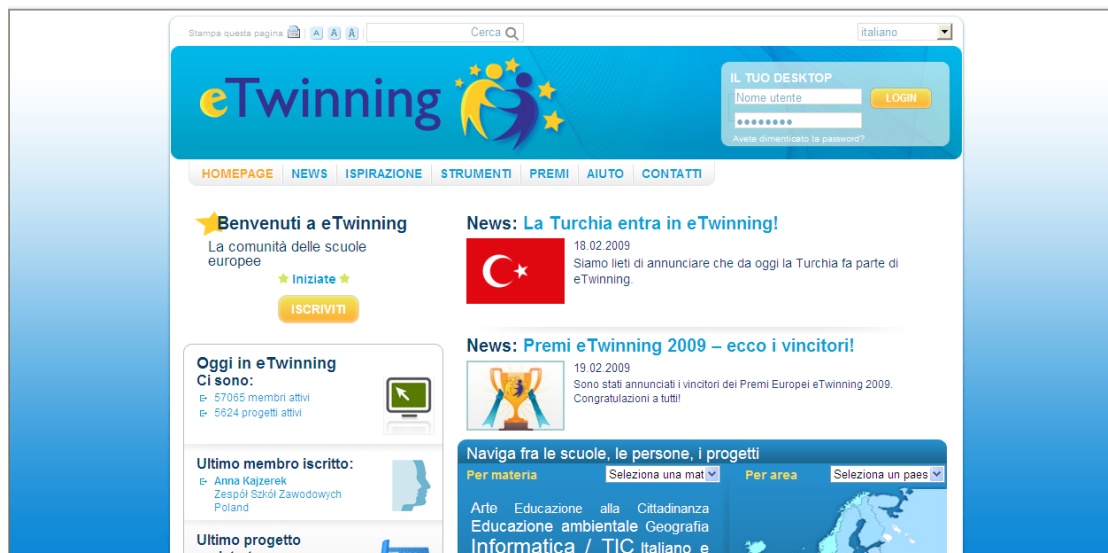 Stampa questa pagina
A A A
Cerca
italiano
eTwinning
IL TUO DESKTOP
Nome utente
LOGIN
Avete dimenticato la password?
HOMEPAGE NEWS ISPIRAZIONE STRUMENTI PREMI AIUTO CONTATTI
Benvenuti a eTwinning
La comunità delle scuole
europee
Iniziate
ISCRIVITI
News: La Turchia entra in eTwinning!
18.02.2009
Siamo lieti di annunciare che da oggi la Turchia fa parte di
eTwinning.
News: Premi eTwinning 2009 – ecco i vincitori!
19.02.2009
Sono stati annunciati i vincitori dei Premi Europei eTwinning 2009.
Congratulazioni a tutti!
Oggi in eTwinning
Ci sono:
57065 membri attivi
5624 progetti attivi
Ultimo membro iscritto:
Anna Kajzerek
Zespół Szkół Zawodowych
Poland
Ultimo progetto
Naviga fra le scuole, le persone, i progetti
Per materia
Seleziona una mat
Per area
Seleziona un paes
Arte Educazione alla Cittadinanza
Educazione ambientale Geografia
Informatica / TIC Italiano e